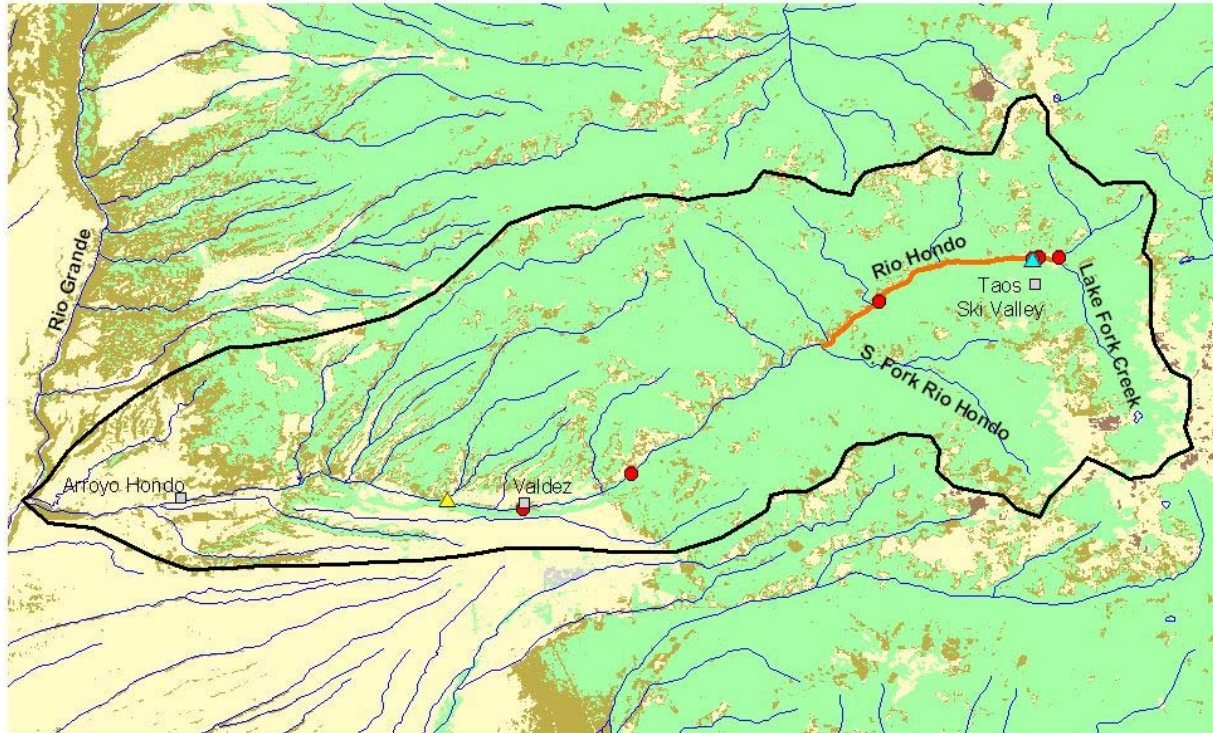 Rio Grande
Rio Hondo
Taos
Ski Valley
Lake Fork Creek
S. Fork Rio Hondo
Arroyo Hondo
Valdez